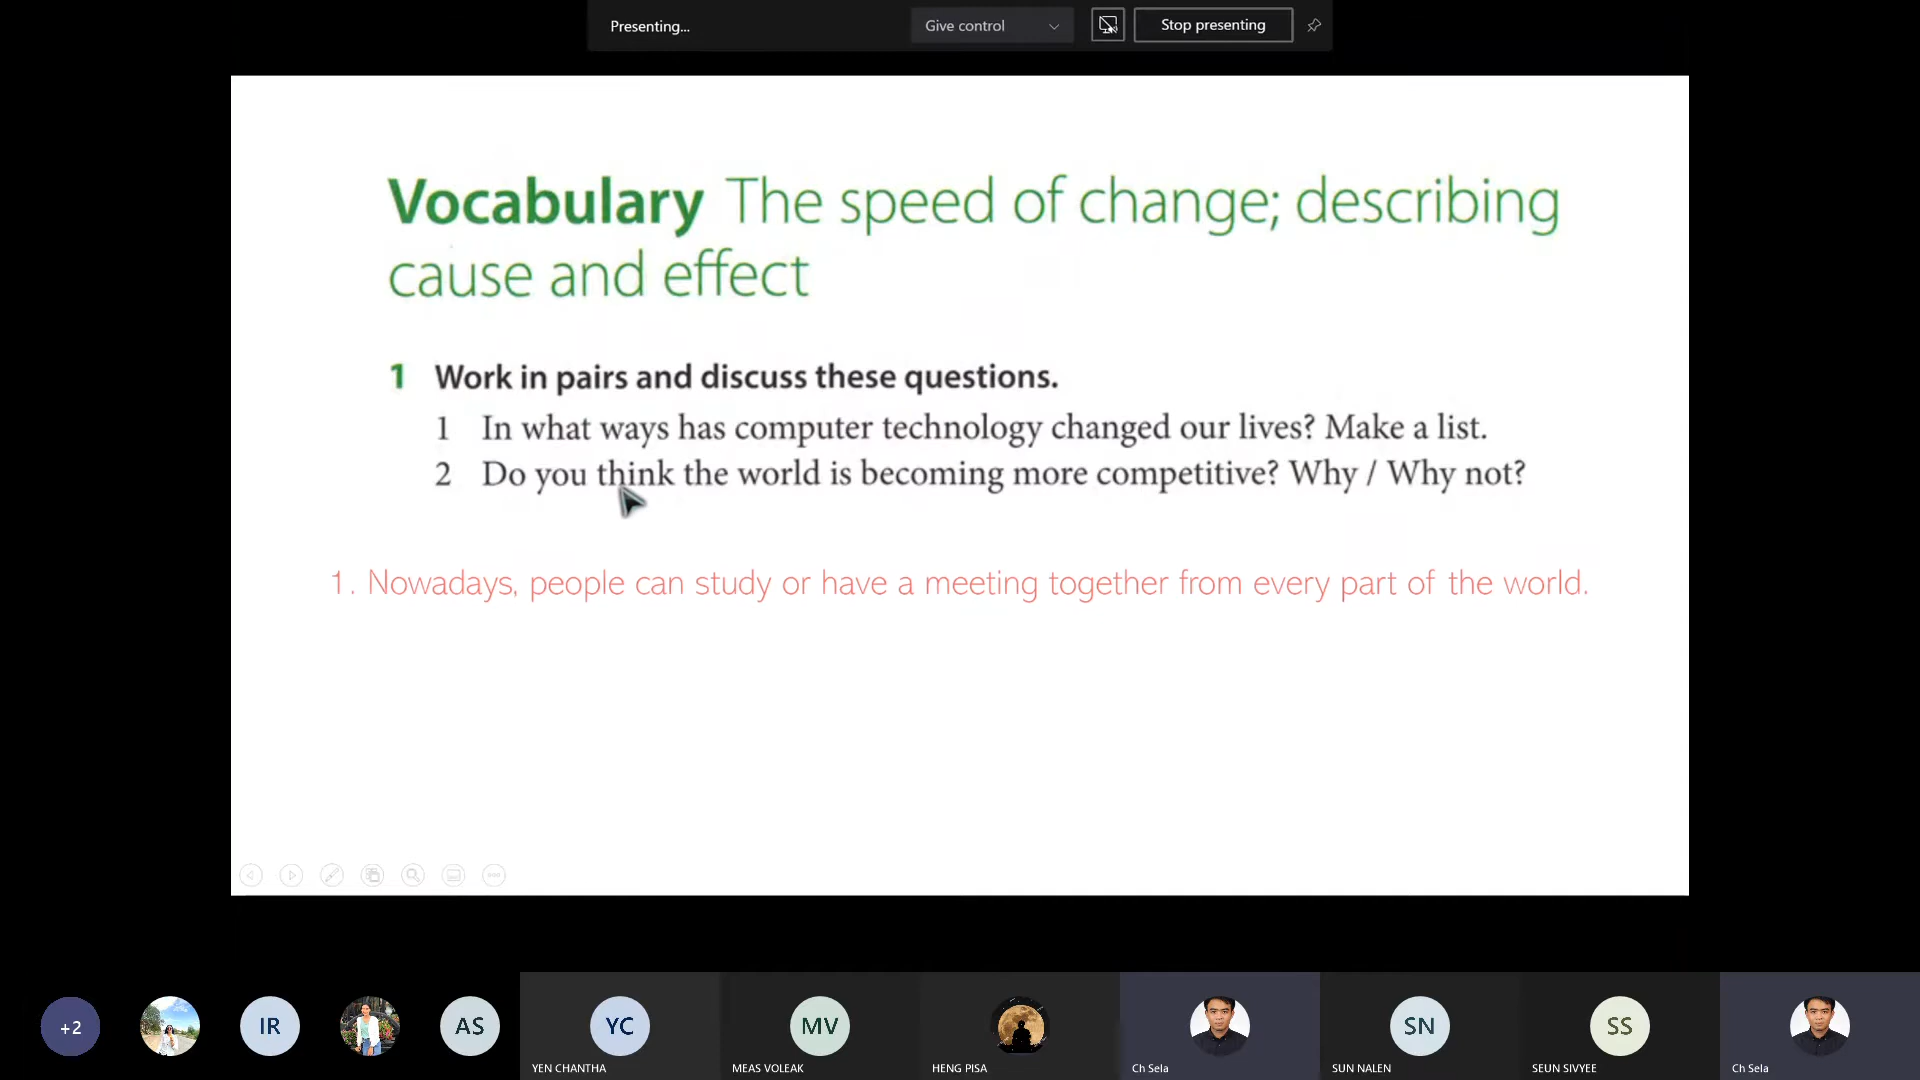 Presenting...
Give control
Stop presenting
Vocabulary The speed of change; describing
cause and effect
1 Work in pairs and discuss these questions.
1 In what ways has computer technology changed our lives? Make a list.
2 Do you think the world is becoming more competitive? Why / Why not?
1. Nowadays, people can study or have a meeting together from every part of the world.
+2
IR
AS
YC
MV
SN
SS
YEN CHANTHA
MEAS VOLEAK
HENG PISA
Ch Sela
SUN NALEN
SEUN SIVYEE
Ch Sela